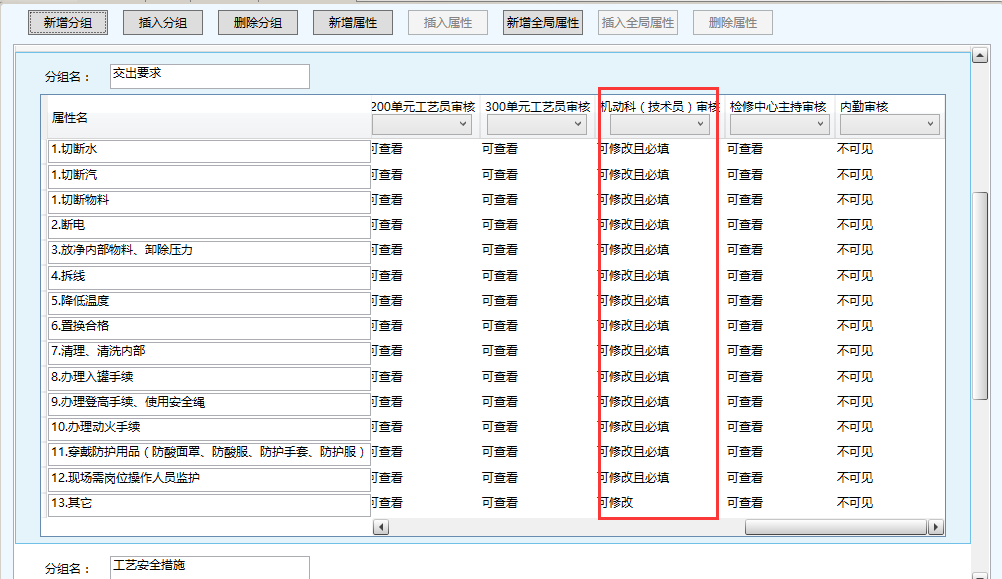 新增分组 插入分组 删除分组 新增属性 插入属性 新增全局属性 插入全局属性 删除属性
分组名： 交出要求
属性名 200单元工艺员审核 300单元工艺员审核 机动科（技术员）审核 检修中心主持审核 内勤审核
1.切断水 可查看 可查看 可修改且必填 可查看 不可见
1.切断汽 可查看 可查看 可修改且必填 可查看 不可见
1.切断物料 可查看 可查看 可修改且必填 可查看 不可见
2.断电 可查看 可查看 可修改且必填 可查看 不可见
3.放净内部物料、卸除压力 可查看 可查看 可修改且必填 可查看 不可见
4.拆线 可查看 可查看 可修改且必填 可查看 不可见
5.降低温度 可查看 可查看 可修改且必填 可查看 不可见
6.置换合格 可查看 可查看 可修改且必填 可查看 不可见
7.清理、清洗内部 可查看 可查看 可修改且必填 可查看 不可见
8.办理入罐手续 可查看 可查看 可修改且必填 可查看 不可见
9.办理登高手续、使用安全绳 可查看 可查看 可修改且必填 可查看 不可见
10.办理动火手续 可查看 可查看 可修改且必填 可查看 不可见
11.穿戴防护用品（防酸面罩、防酸服、防护手套、防护服） 可查看 可查看 可修改且必填 可查看 不可见
12.现场需岗位操作人员监护 可查看 可查看 可修改且必填 可查看 不可见
13.其它 可查看 可查看 可修改 可查看 不可见
分组名： 工艺安全措施